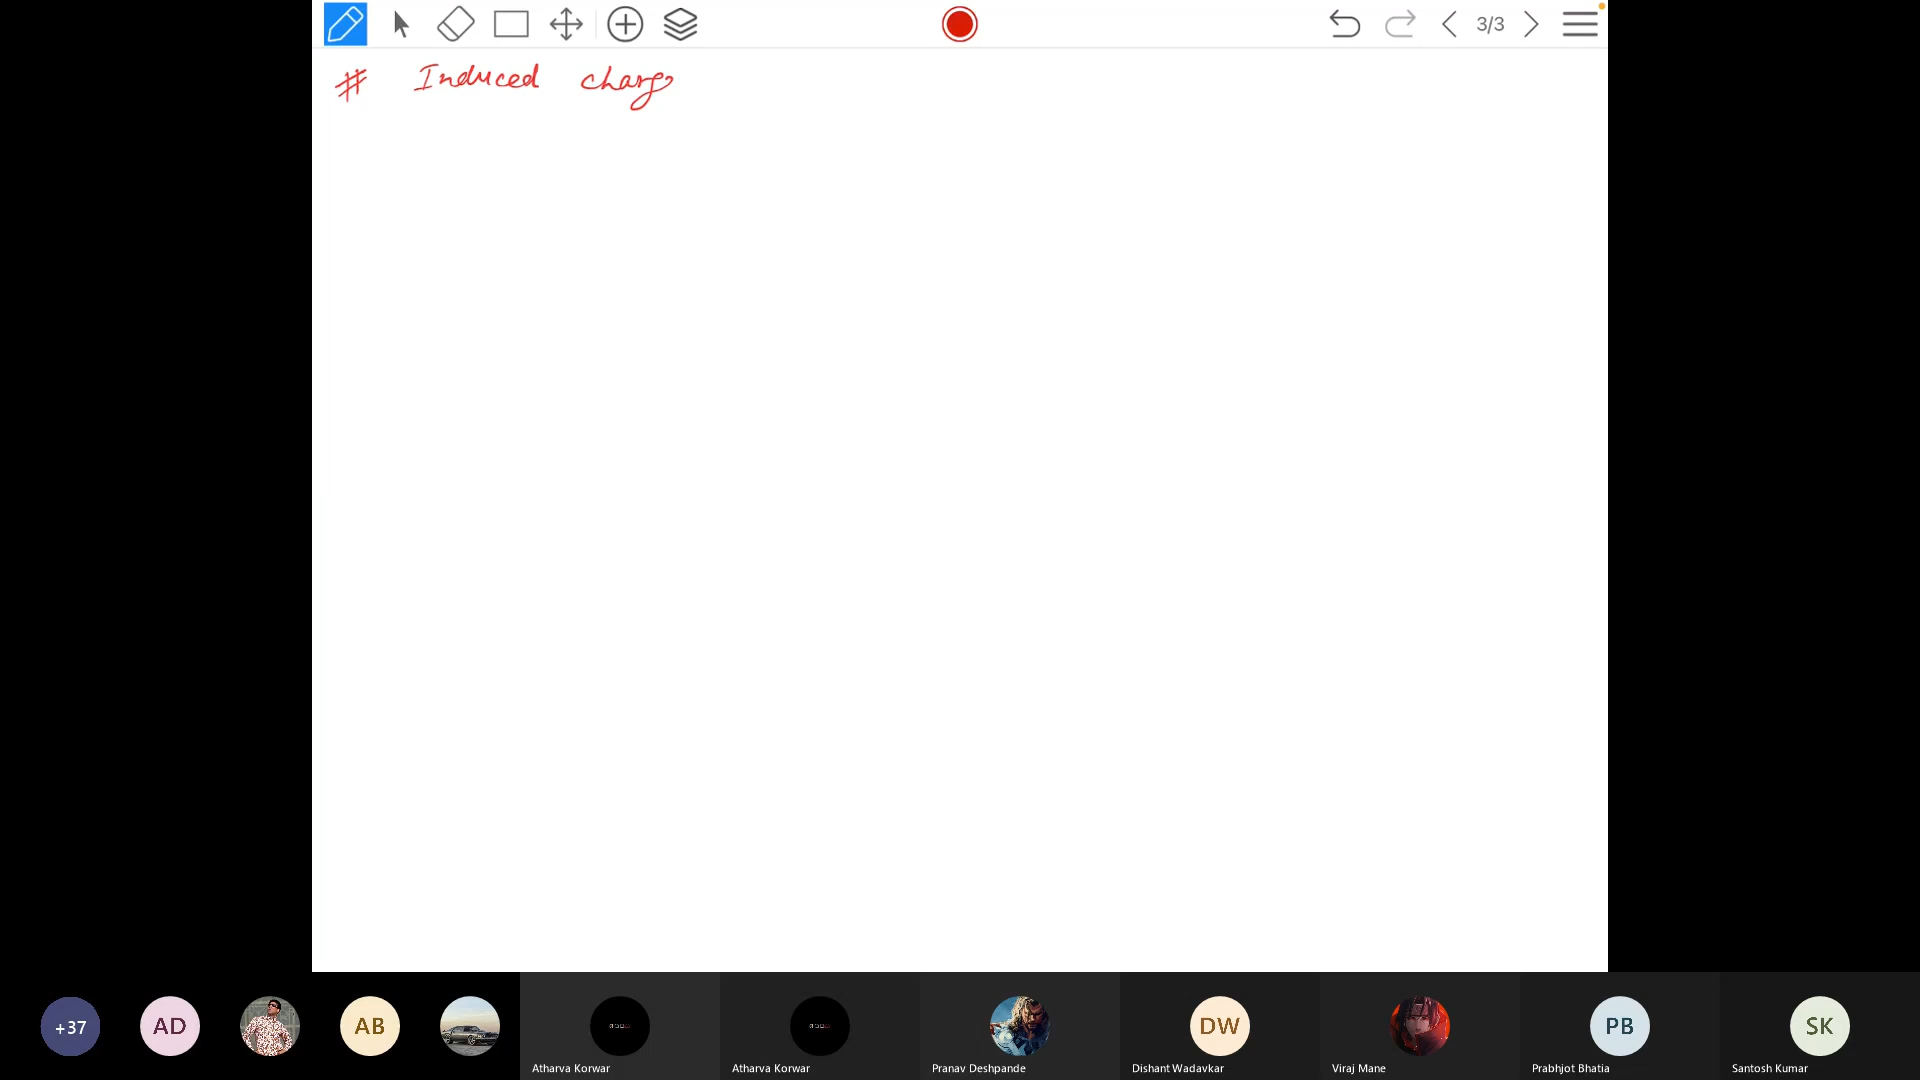 3/3
# Induced charge
+37
AD
AB
DW
PB
SK
Atharva Korwar
Atharva Korwar
Pranav Deshpande
Dishant Wadavkar
Viraj Mane
Prabhjot Bhatia
Santosh Kumar